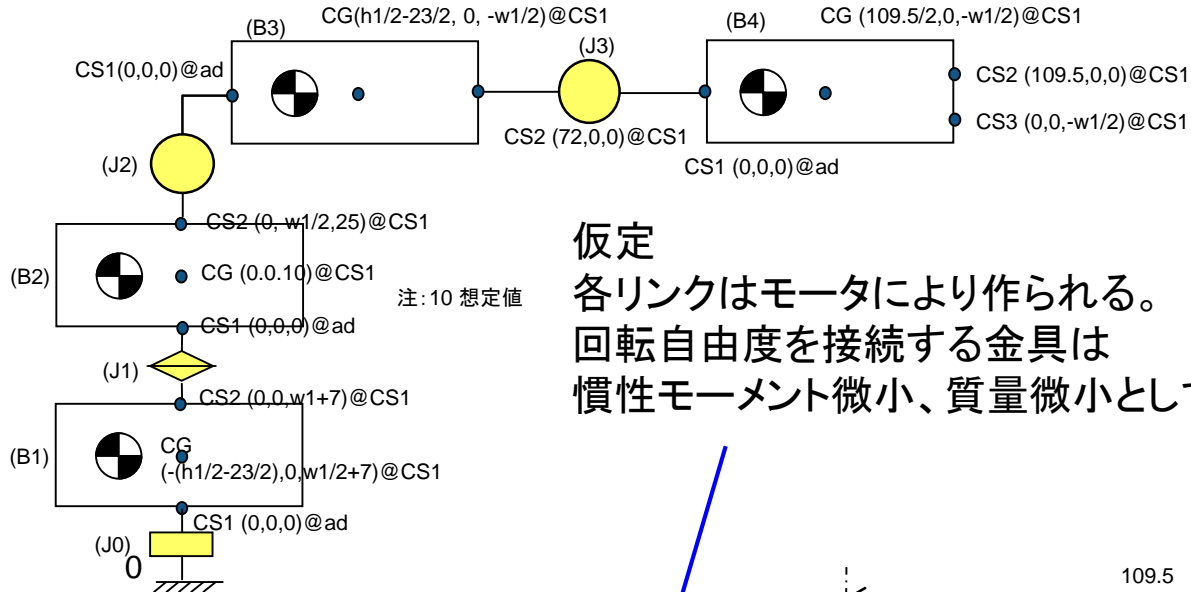 (B3)
CG(h1/2-23/2, 0, -w1/2)@CS1
(B4)
CG (109.5/2,0,-w1/2)@CS1
(J3)
CS1(0,0,0)@ad
CS2 (109.5,0,0)@CS1
CS3 (0,0,-w1/2)@CS1
CS2 (72,0,0)@CS1
(J2)
CS1 (0,0,0)@ad
CS2 (0, w1/2,25)@CS1
(B2)
CG (0.0.10)@CS1
注：10 想定値
CS1 (0,0,0)@ad
(J1)
CS2 (0,0,w1+7)@CS1
(B1)
CG
(-(h1/2-23/2),0,w1/2+7)@CS1
CS1 (0,0,0)@ad
(J0)
0
仮定
各リンクはモータにより作られる。
回転自由度を接続する金具は
慣性モーメント微小、質量微小として
109.5